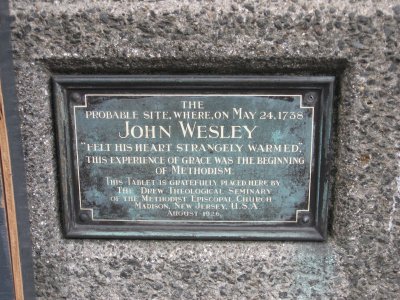 THE
PROBABLE SITE, WHERE, ON MAY 24, 1738
JOHN WESLEY
"FELT HIS HEART STRANGELY WARMED",
THIS EXPERIENCE OF GRACE WAS THE BEGINNING
OF METHODISM.
THIS TABLET IS GRATEFULLY PLACED HERE BY
THE DREW THEOLOGICAL SEMINARY
OF THE METHODIST EPISCOPAL CHURCH
MADISON, NEW JERSEY, U.S.A.
AUGUST – 1926.